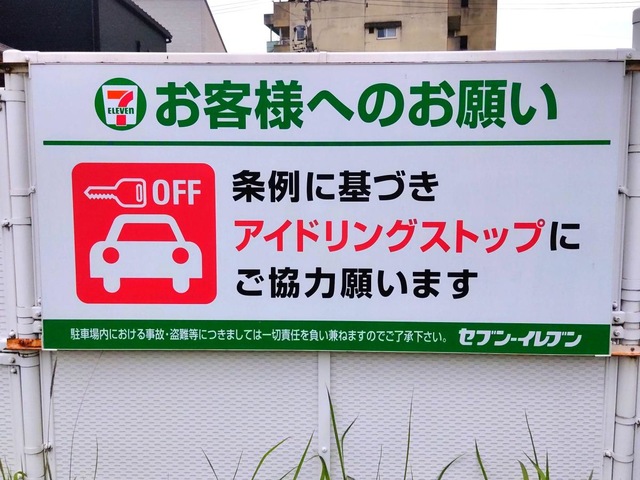 7
ELEVEN
お客様へのお願い
OFF
条例に基づき
アイドリングストップに
ご協力願います
駐車場内における事故・盗難等につきましては一切責任を負い兼ねますのでご了承下さい。
セブン-イレブン